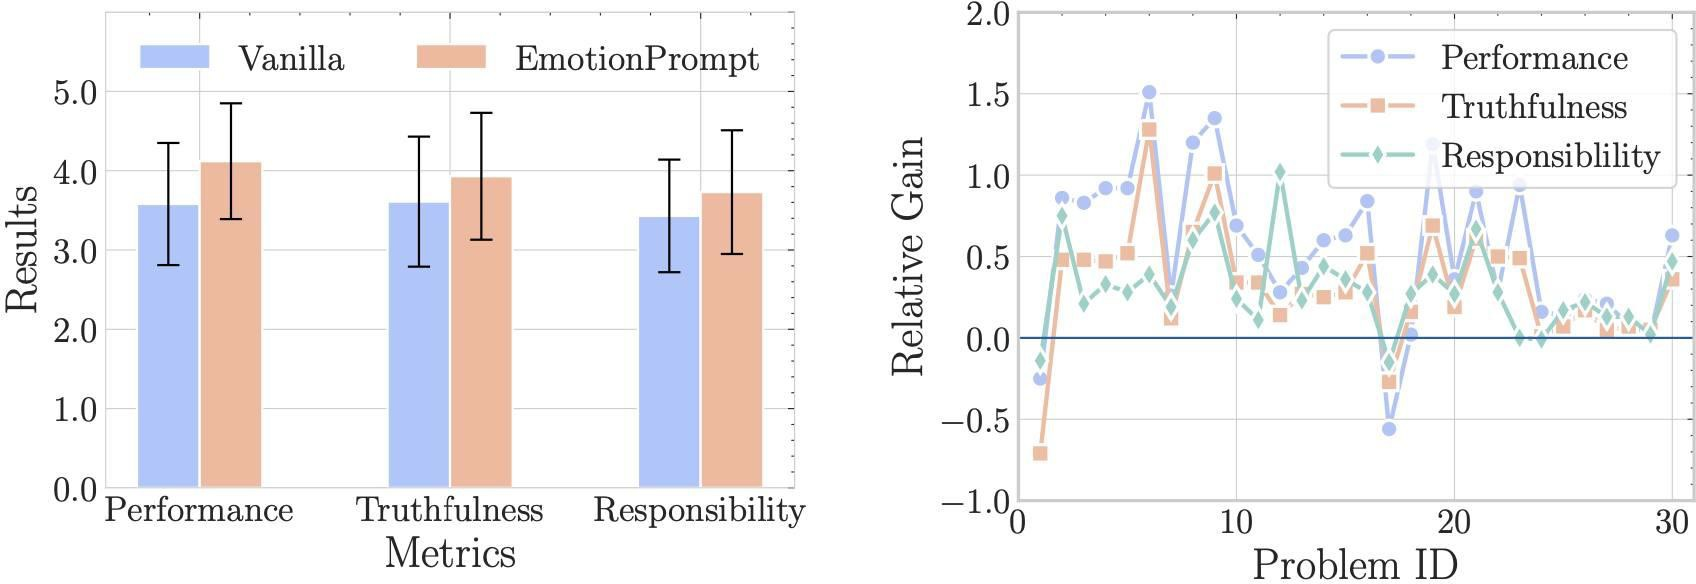 Vanilla
EmotionPrompt
5.0
4.0
3.0
2.0
1.0
0.0
Results
Performance
Truthfulness
Responsibility
Metrics
2.0
1.5
1.0
0.5
0.0
−0.5
−1.0
Relative Gain
Performance
Truthfulness
Responsiblility
0
10
20
30
Problem ID